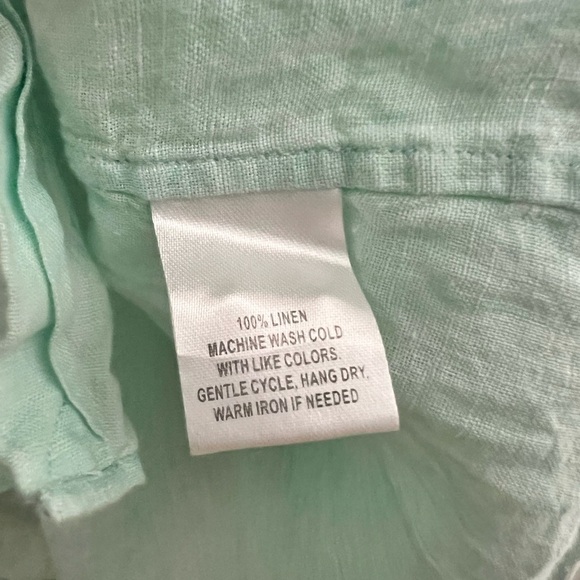 100% LINEN
MACHINE WASH COLD
WITH LIKE COLORS.
GENTLE CYCLE, HANG DRY.
WARM IRON IF NEEDED